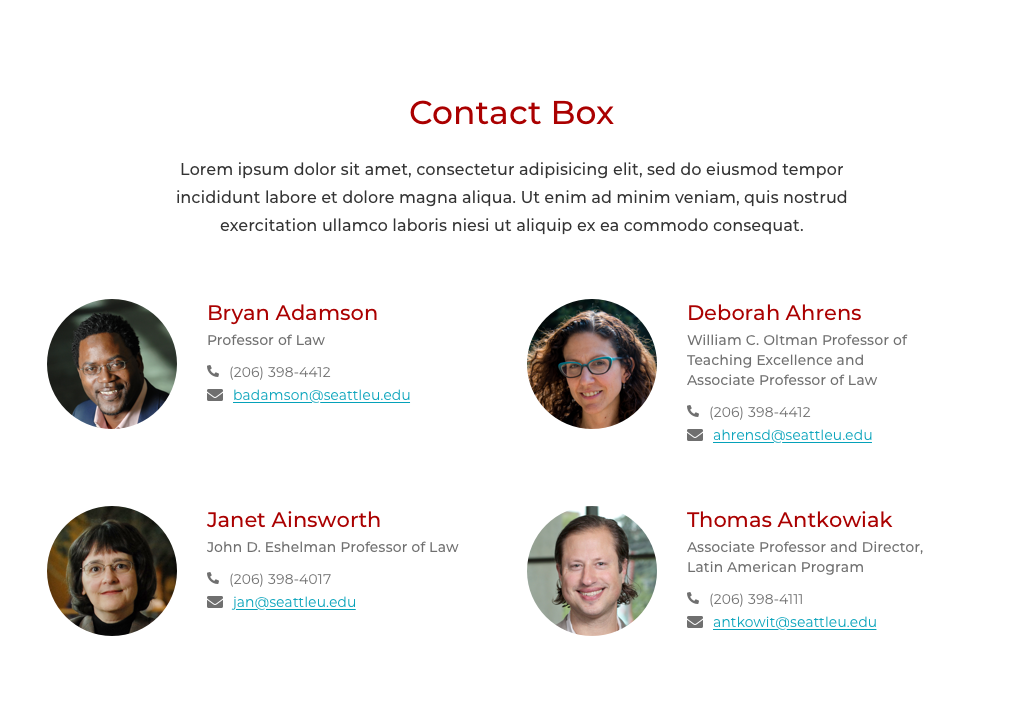 Contact Box
Lorem ipsum dolor sit amet, consectetur adipisicing elit, sed do eiusmod tempor
incididunt labore et dolore magna aliqua. Ut enim ad minim veniam, quis nostrud
exercitation ullamco laboris niesi ut aliquip ex ea commodo consequat.
Bryan Adamson
Professor of Law
(206) 398-4412
badamson@seattleu.edu
Deborah Ahrens
William C. Oltman Professor of
Teaching Excellence and
Associate Professor of Law
(206) 398-4412
ahrensd@seattleu.edu
Janet Ainsworth
John D. Eshelman Professor of Law
(206) 398-4017
jan@seattleu.edu
Thomas Antkowiak
Associate Professor and Director,
Latin American Program
(206) 398-4111
antkowit@seattleu.edu